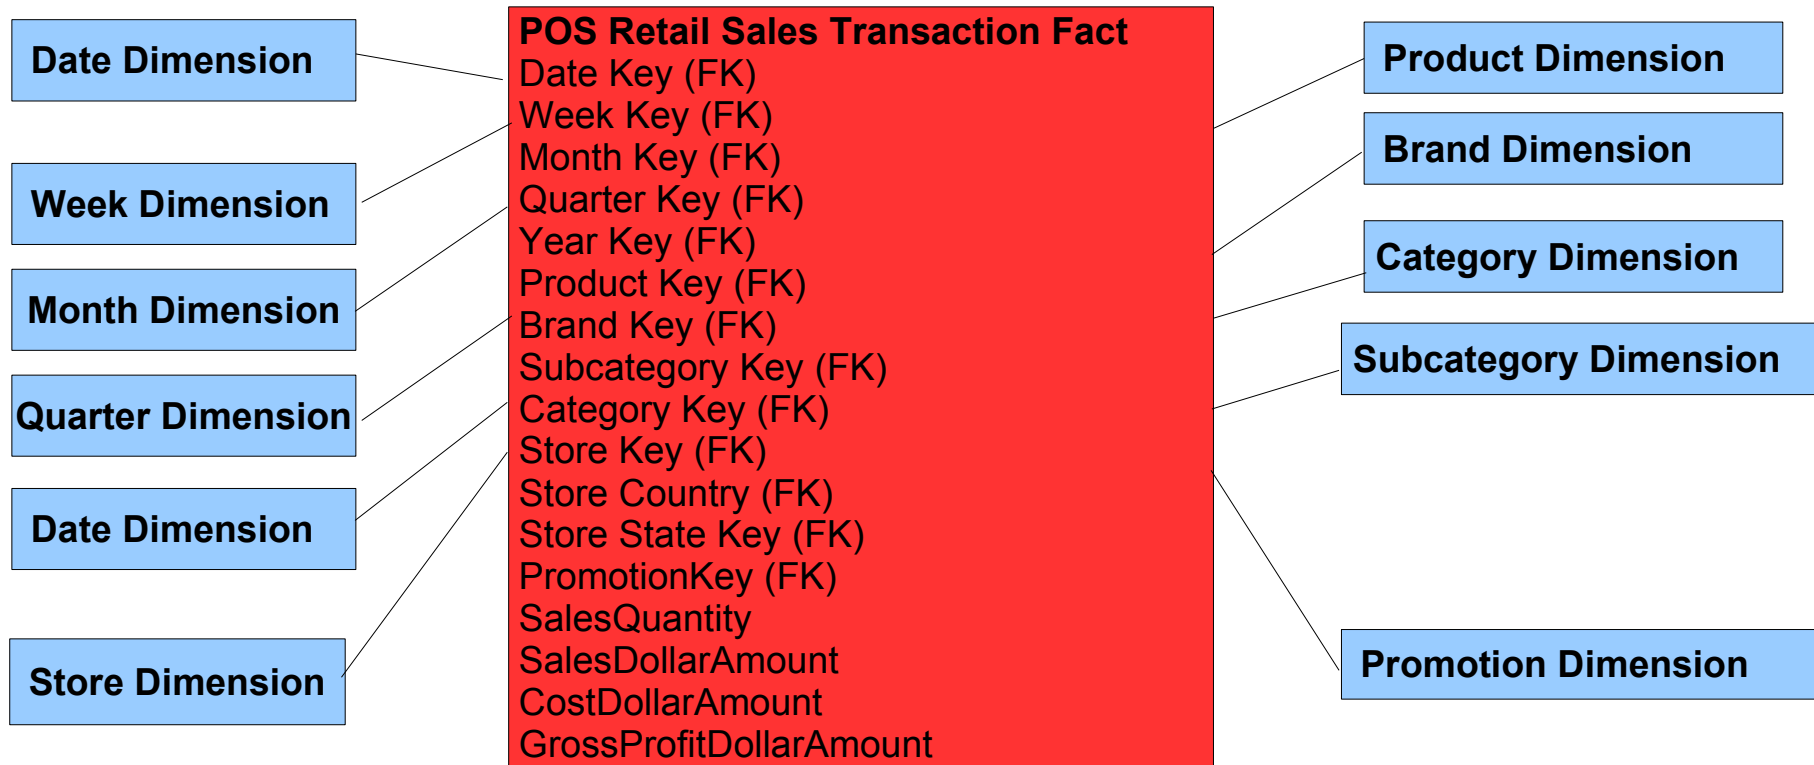 Date Dimension
Week Dimension
Month Dimension
Quarter Dimension
Date Dimension
Store Dimension
POS Retail Sales Transaction Fact
Date Key (FK)
Week Key (FK)
Month Key (FK)
Quarter Key (FK)
Year Key (FK)
Product Key (FK)
Brand Key (FK)
Subcategory Key (FK)
Category Key (FK)
Store Key (FK)
Store Country (FK)
Store State Key (FK)
PromotionKey (FK)
SalesQuantity
SalesDollarAmount
CostDollarAmount
GrossProfitDollarAmount
Product Dimension
Brand Dimension
Category Dimension
Subcategory Dimension
Promotion Dimension